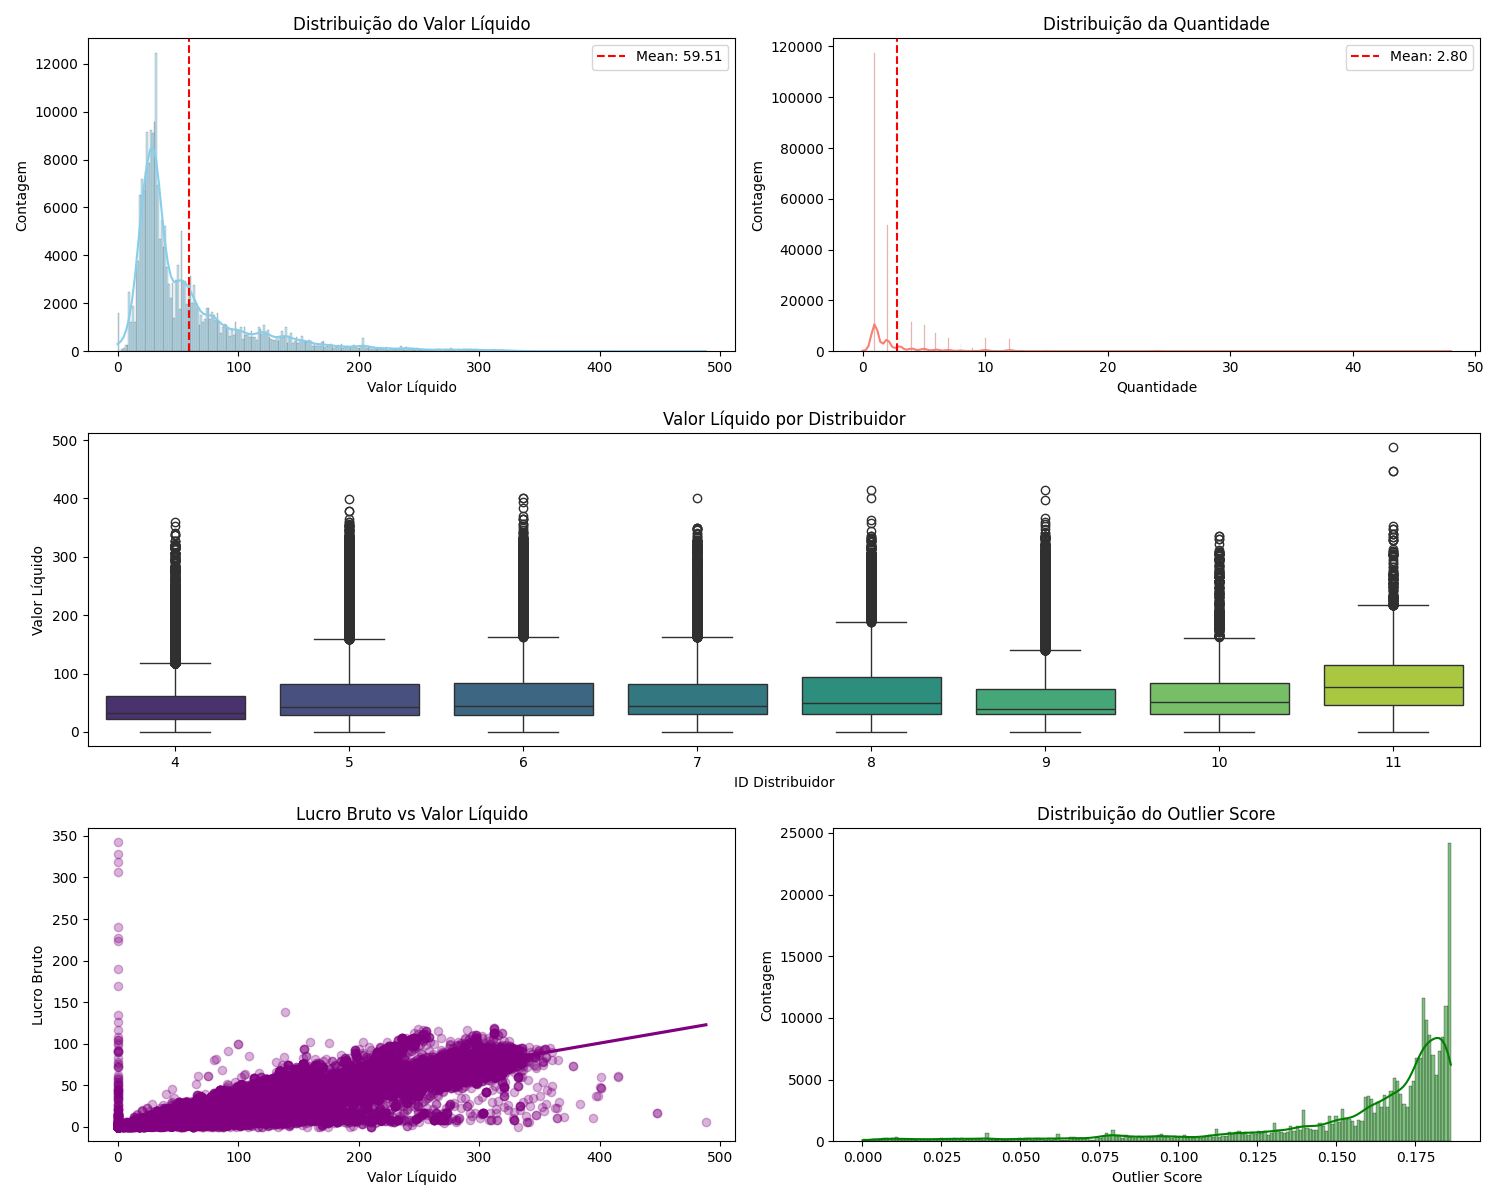 Distribuição do Valor Líquido
Mean: 59.51
Contagem
12000
10000
8000
6000
4000
2000
0
0 100 200 300 400 500
Valor Líquido
Distribuição da Quantidade
Mean: 2.80
Contagem
120000
100000
80000
60000
40000
20000
0
0 10 20 30 40 50
Quantidade
Valor Líquido por Distribuidor
Valor Líquido
500
400
300
200
100
0
4 5 6 7 8 9 10 11
ID Distribuidor
Lucro Bruto vs Valor Líquido
Lucro Bruto
350
300
250
200
150
100
50
0
0 100 200 300 400 500
Valor Líquido
Distribuição do Outlier Score
Contagem
25000
20000
15000
10000
5000
0
0.000 0.025 0.050 0.075 0.100 0.125 0.150 0.175
Outlier Score